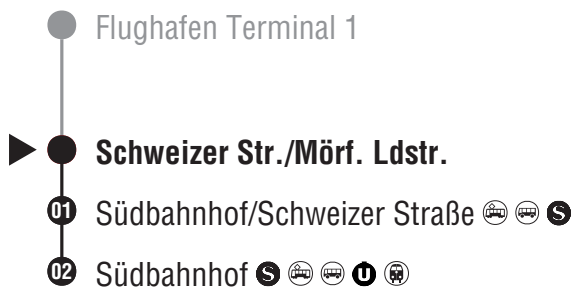 Flughafen Terminal 1
Schweizer Str./Mörf. Ldstr.
01 Südbahnhof/Schweizer Straße S
02 Südbahnhof S U